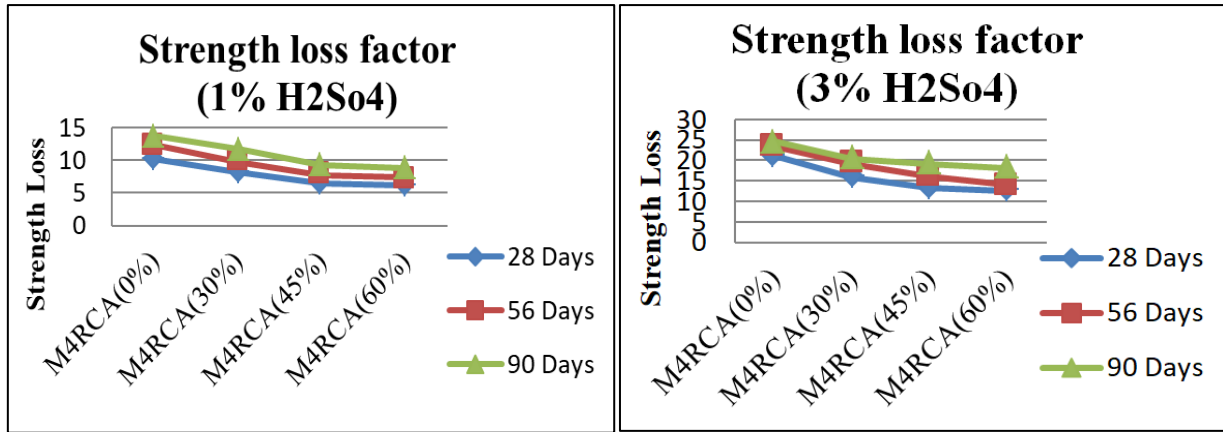 Strength loss factor
(1% H2So4)
Strength Loss
15
10
5
0
M4RCA(0%)
M4RCA(30%)
M4RCA(45%)
M4RCA(60%)
28 Days
56 Days
90 Days
Strength loss factor
(3% H2So4)
Strength Loss
30
25
20
15
10
5
0
M4RCA(0%)
M4RCA(30%)
M4RCA(45%)
M4RCA(60%)
28 Days
56 Days
90 Days